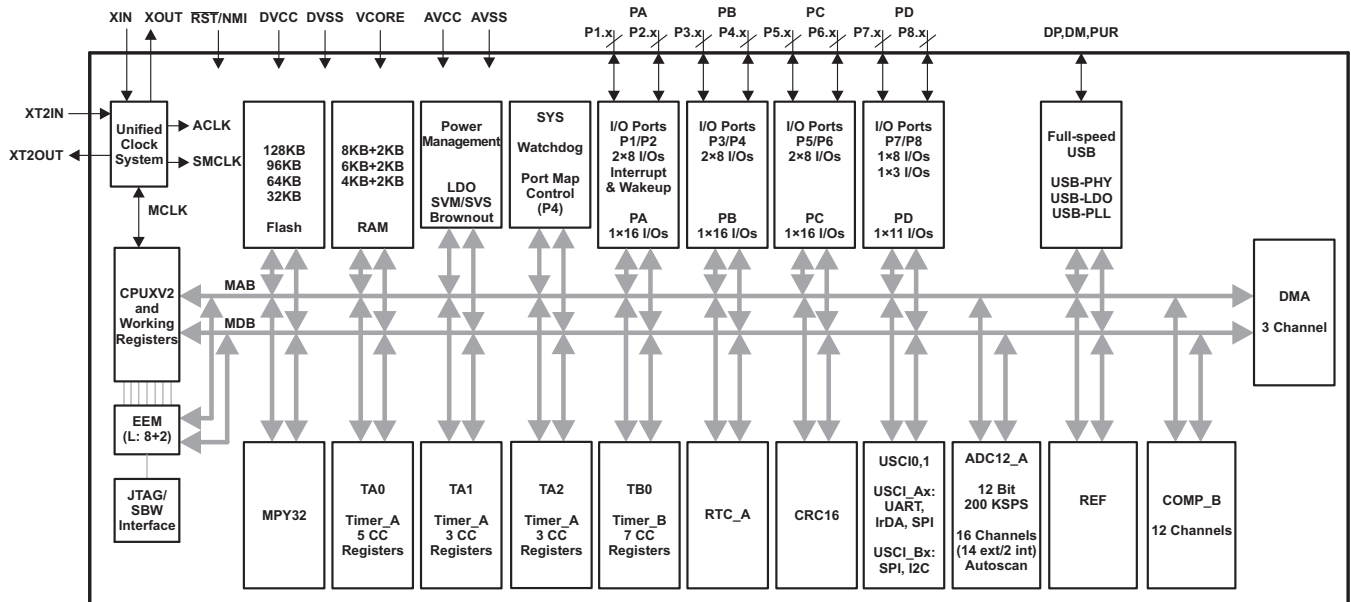 XIN XOUT RST/NMI DVCC DVSS VCORE AVCC AVSS
PA PB PC PD
P1.x P2.x P3.x P4.x P5.x P6.x P7.x P8.x
DP,DM,PUR
XT2IN
XT2OUT
Unified
Clock
System
ACLK
SMCLK
MCLK
128KB
96KB
64KB
32KB
Flash
8KB+2KB
6KB+2KB
4KB+2KB
RAM
Power
Management
LDO
SVM/SVS
Brownout
SYS
Watchdog
Port Map
Control
(P4)
I/O Ports
P1/P2
2×8 I/Os
Interrupt
& Wakeup
PA
1×16 I/Os
I/O Ports
P3/P4
2×8 I/Os
PB
1×16 I/Os
I/O Ports
P5/P6
2×8 I/Os
PC
1×16 I/Os
I/O Ports
P7/P8
1×8 I/Os
1×3 I/Os
PD
1×11 I/Os
Full-speed
USB
USB-PHY
USB-LDO
USB-PLL
CPUXV2
and
Working
Registers
MAB
MDB
DMA
3 Channel
EEM
(L: 8+2)
JTAG/
SBW
Interface
MPY32
TA0
Timer_A
5 CC
Registers
TA1
Timer_A
3 CC
Registers
TA2
Timer_A
3 CC
Registers
TB0
Timer_B
7 CC
Registers
RTC_A
CRC16
USCI0,1
USCI_Ax:
UART,
IrDA, SPI
USCI_Bx:
SPI, I2C
ADC12_A
12 Bit
200 KSPS
16 Channels
(14 ext/2 int)
Autoscan
REF
COMP_B
12 Channels